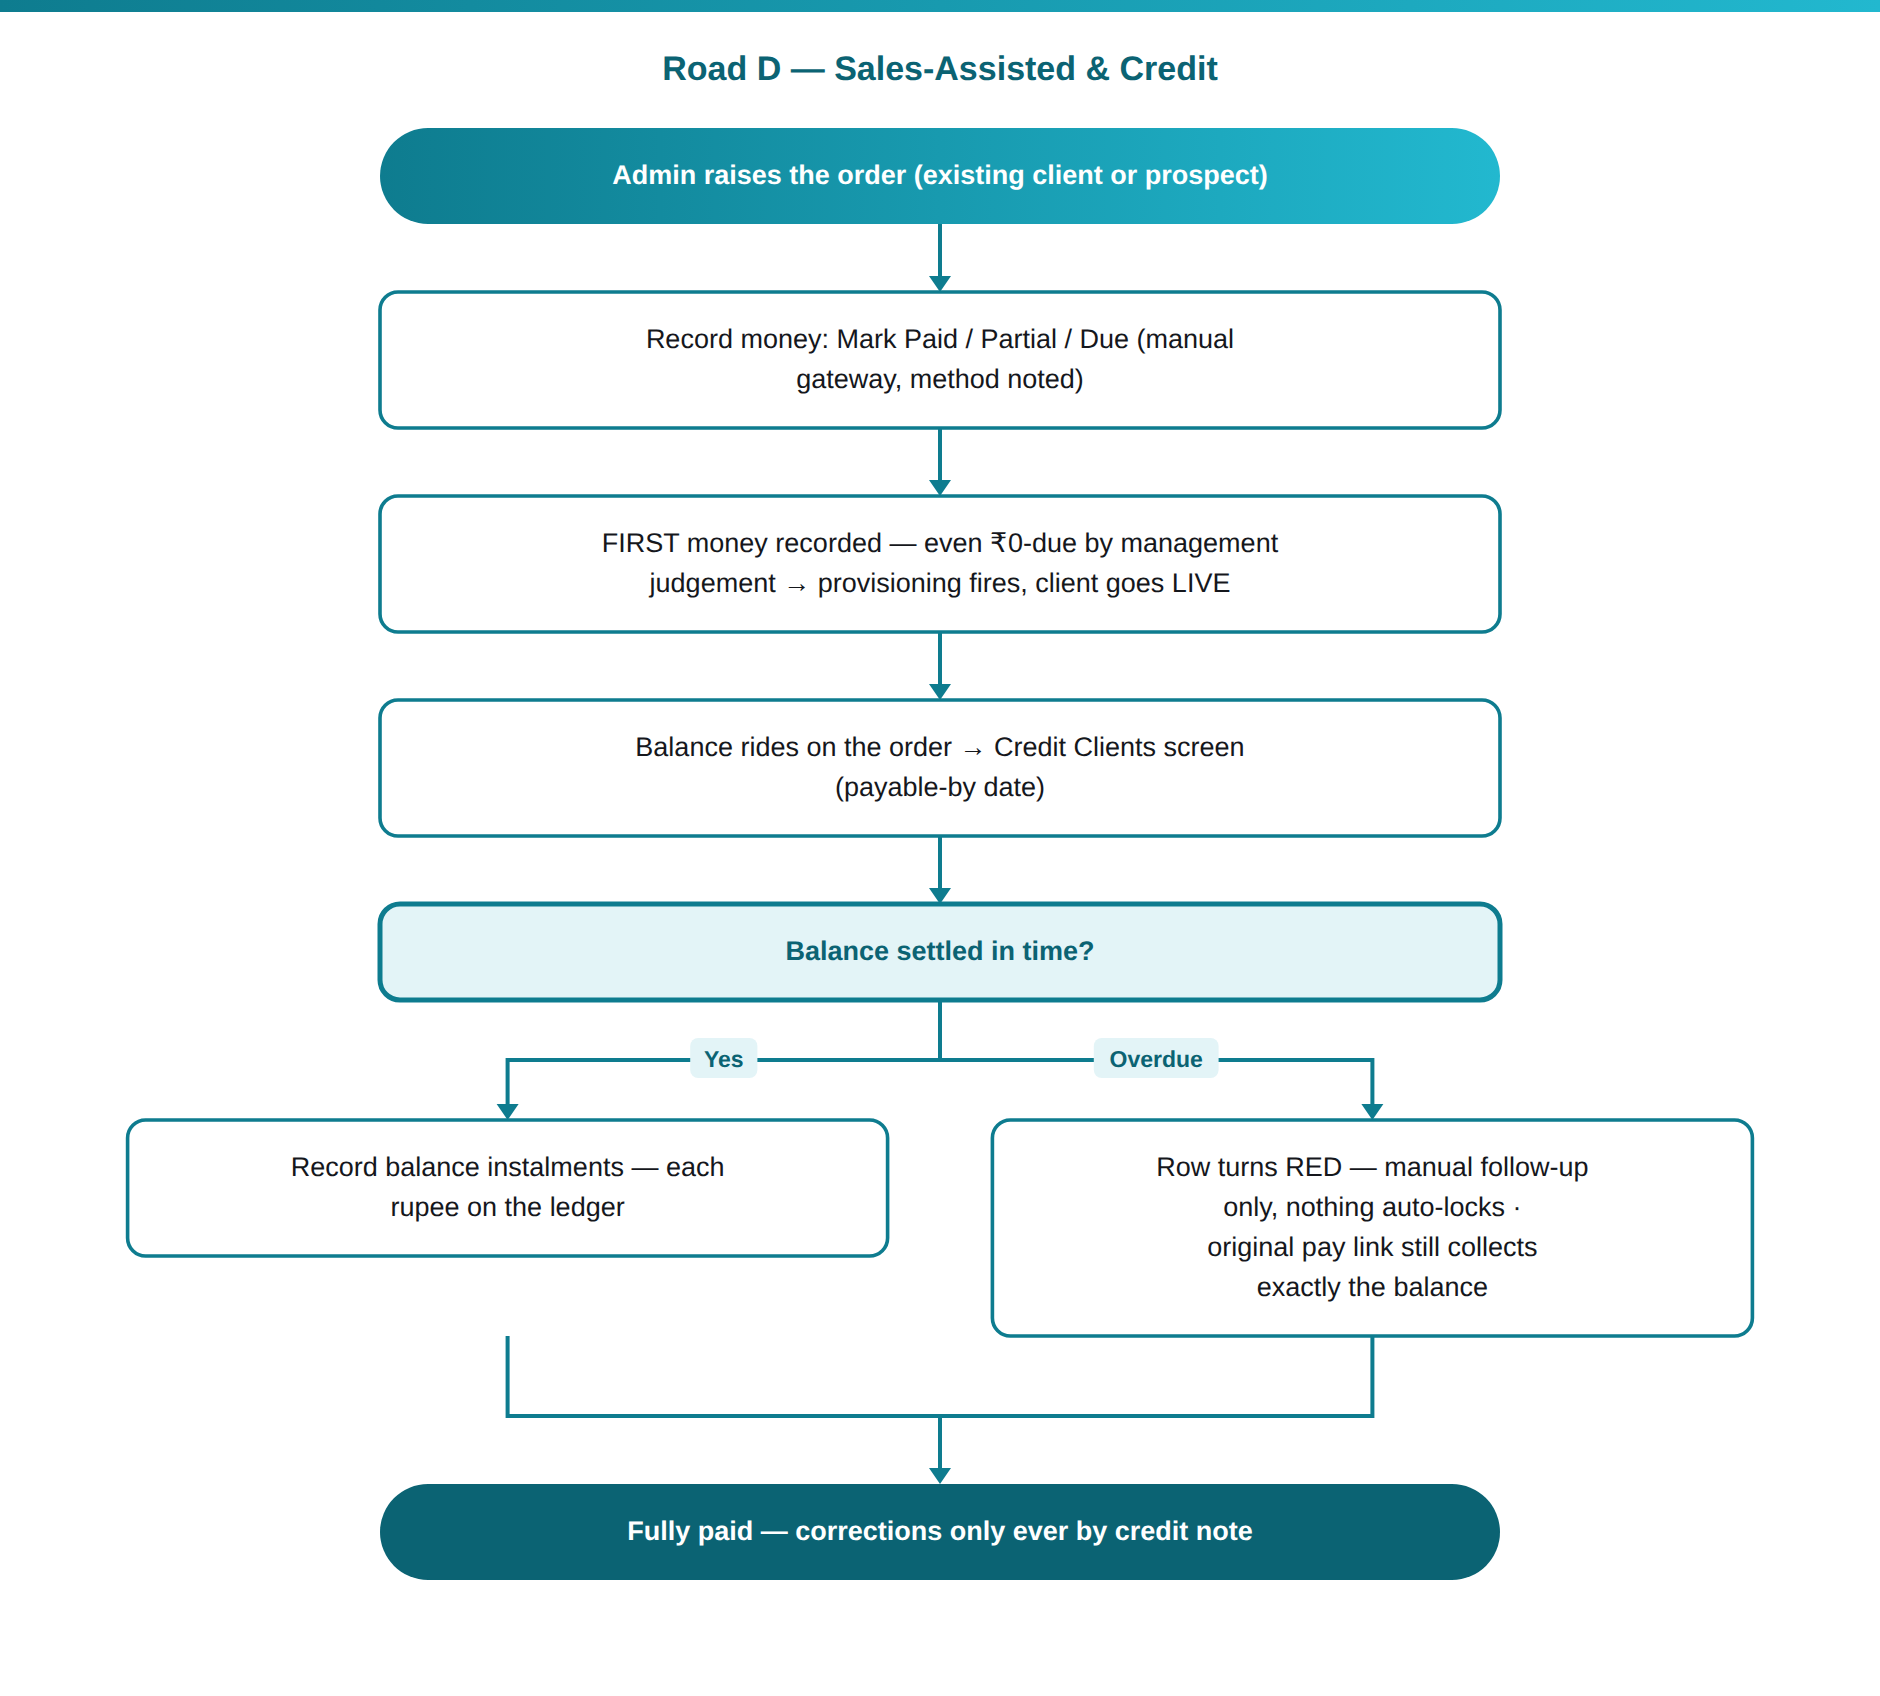 Road D — Sales-Assisted & Credit
Admin raises the order (existing client or prospect)
Record money: Mark Paid / Partial / Due (manual
gateway, method noted)
FIRST money recorded — even ₹0-due by management
judgement → provisioning fires, client goes LIVE
Balance rides on the order → Credit Clients screen
(payable-by date)
Balance settled in time?
Yes
Overdue
Record balance instalments — each
rupee on the ledger
Row turns RED — manual follow-up
only, nothing auto-locks ·
original pay link still collects
exactly the balance
Fully paid — corrections only ever by credit note